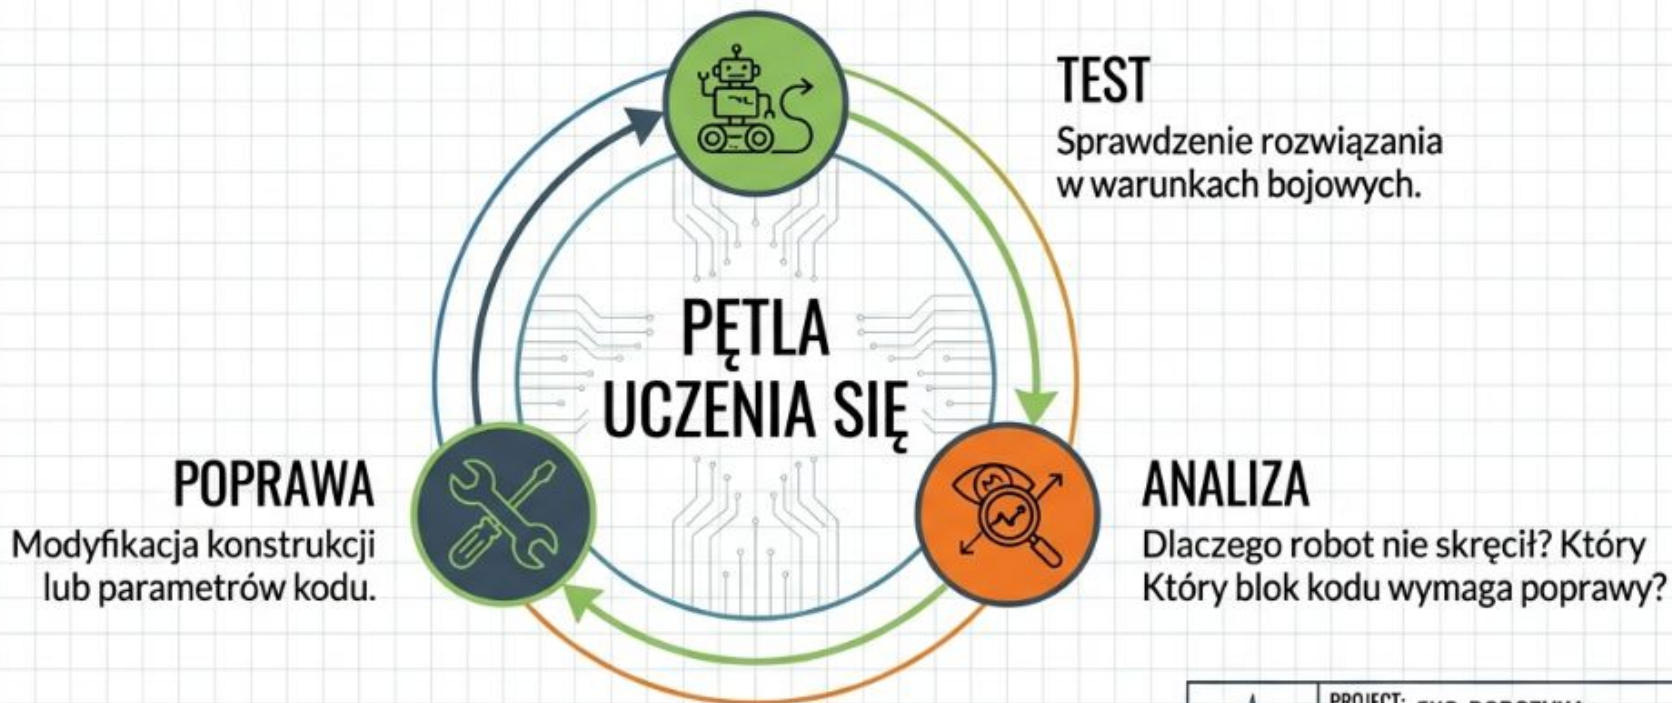 TEST
Sprawdzenie rozwiązania
w warunkach bojowych.
PĘTLA
UCZENIA SIĘ
POPRAWA
Modyfikacja konstrukcji
lub parametrów kodu.
ANALIZA
Dlaczego robot nie skręcił? Który
Który blok kodu wymaga poprawy?
PROJECT: